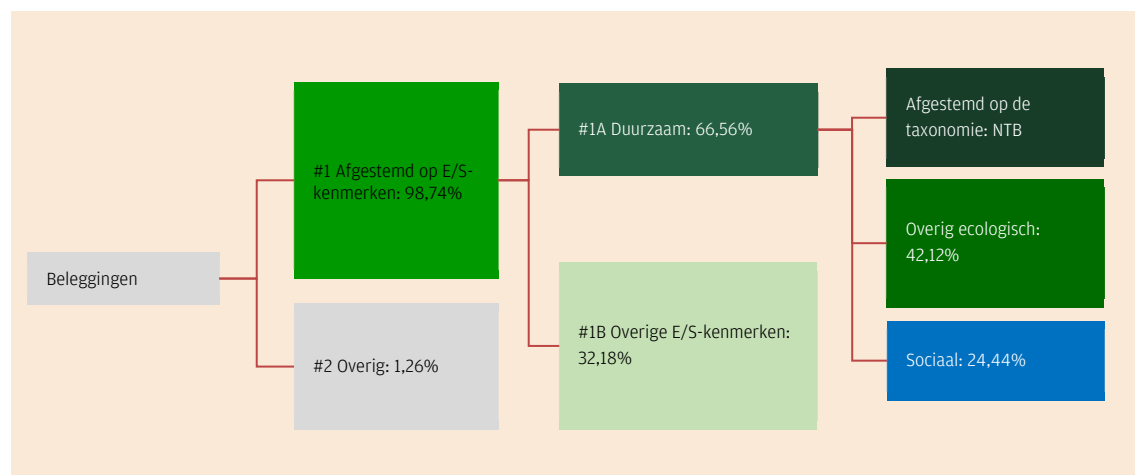 Beleggingen
#1 Afgestemd op E/S-
kenmerken: 98,74%
#2 Overig: 1,26%
#1A Duurzaam: 66,56%
#1B Overige E/S-kenmerken:
32,18%
Afgestemd op de
taxonomie: NTB
Overig ecologisch:
42,12%
Sociaal: 24,44%